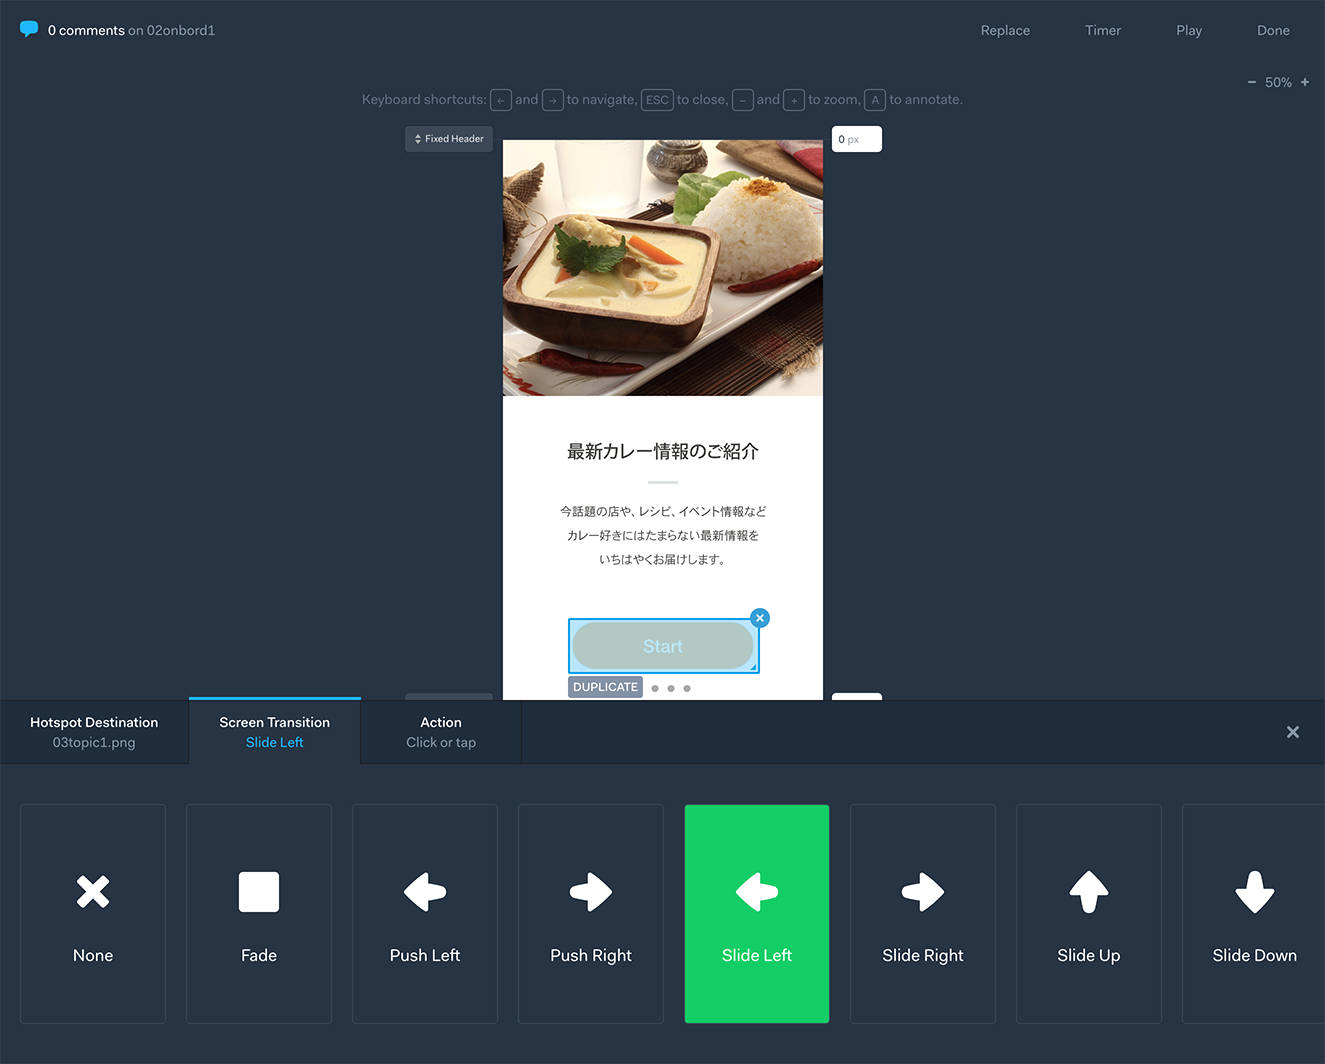 0 comments on 02onbord1
Replace
Timer
Play
Done
− 50% +
Keyboard shortcuts: ← and → to navigate, ESC to close, − and + to zoom, A to annotate.
Fixed Header
0 px
最新カレー情報のご紹介
今話題の店や、レシピ、イベント情報など
カレー好きにはたまらない最新情報を
いちはやくお届けします。
Start
DUPLICATE
Hotspot Destination
03topic1.png
Screen Transition
Slide Left
Action
Click or tap
None
Fade
Push Left
Push Right
Slide Left
Slide Right
Slide Up
Slide Down